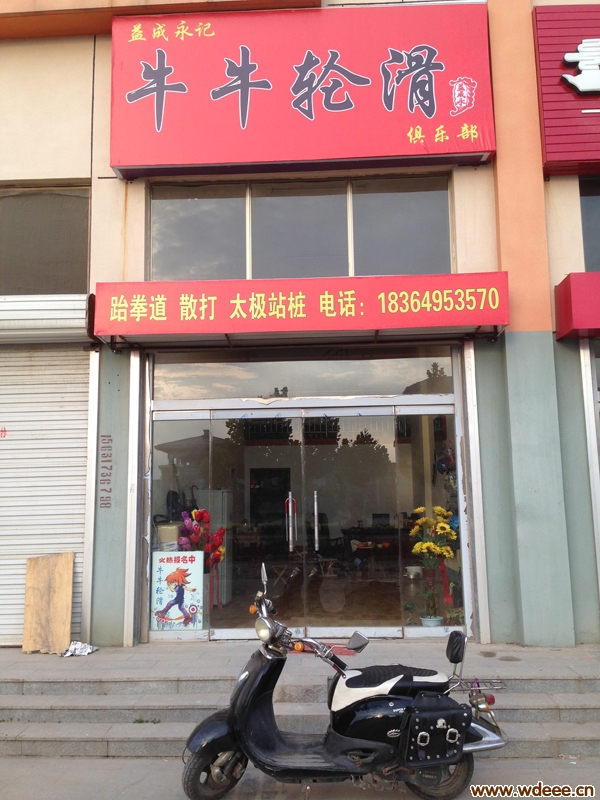 益成永记
牛牛轮滑
俱乐部
跆拳道 散打 太极站桩 电话：18364953570
15631736798
火热报名中
牛牛轮滑
www.wdeee.cn